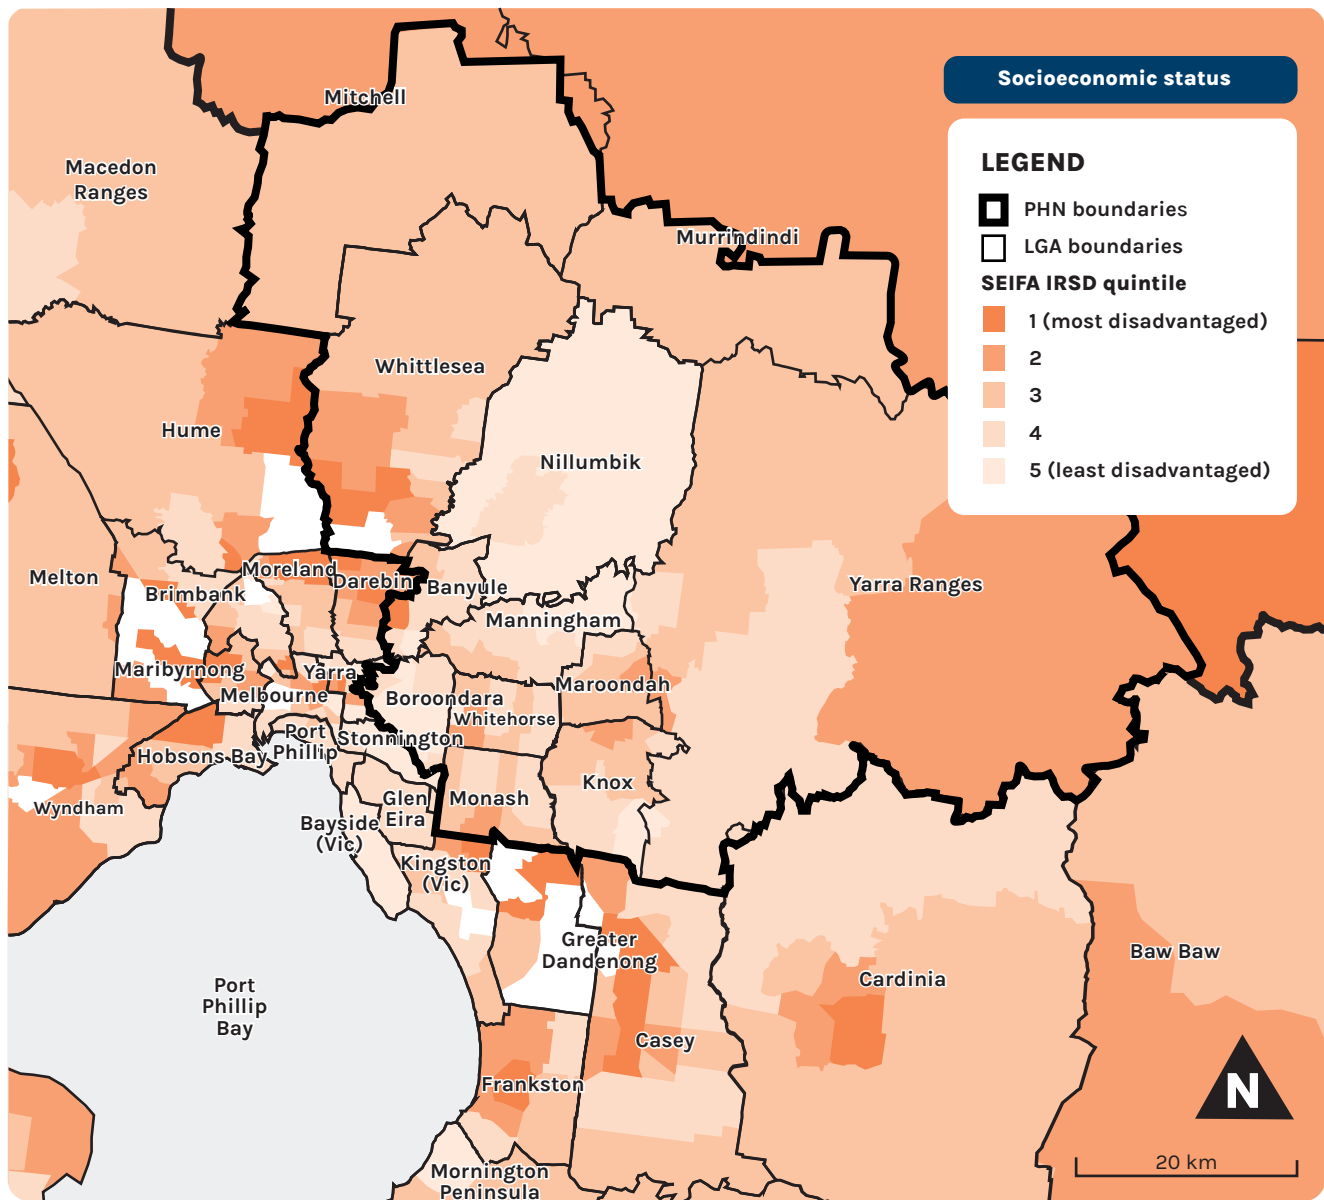 Socioeconomic status
LEGEND
PHN boundaries
LGA boundaries
SEIFA IRSD quintile
1 (most disadvantaged)
2
3
4
5 (least disadvantaged)
Mitchell
Macedon
Ranges
Murrindindi
Whittlesea
Hume
Nillumbik
Melton
Moreland
Darebin
Banyule
Yarra Ranges
Brimbank
Manningham
Maribyrnong
Yarra
Maroondah
Melbourne
Boroondara
Whitehorse
Port
Phillip
Stonnington
Hobsons Bay
Knox
Wyndham
Glen
Eira
Monash
Bayside
(Vic)
Kingston
(Vic)
Greater
Dandenong
Baw Baw
Cardinia
Port
Phillip
Bay
Casey
Frankston
Mornington
Peninsula
N
20 km